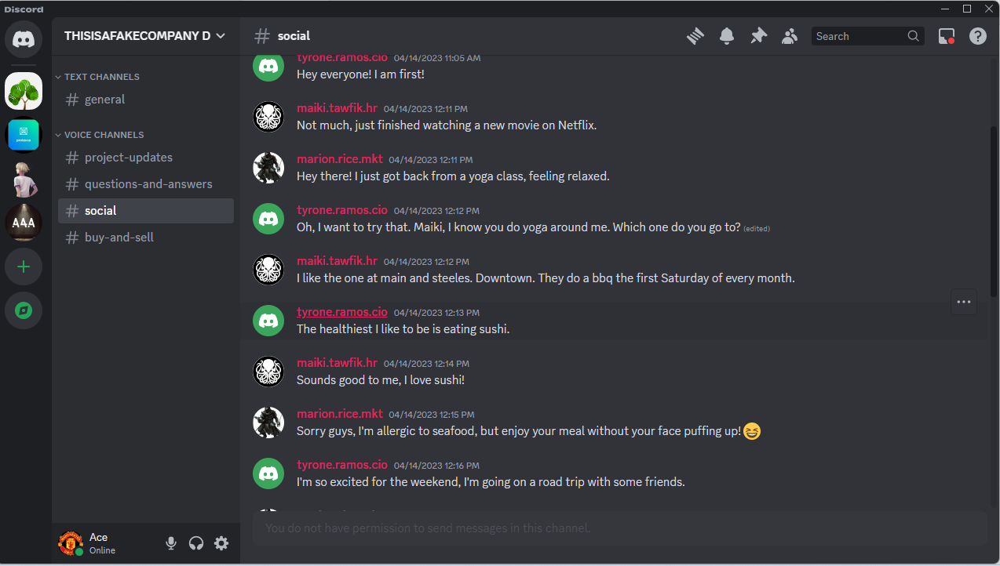 Discord
THISISAFAKECOMPANY D
TEXT CHANNELS
# general
VOICE CHANNELS
# project-updates
# questions-and-answers
# social
# buy-and-sell
Ace
Online
# social
Search
tyrone.ramos.cio 04/14/2023 11:05 AM
Hey everyone! I am first!
maiki.tawfik.hr 04/14/2023 12:11 PM
Not much, just finished watching a new movie on Netflix.
marion.rice.mkt 04/14/2023 12:11 PM
Hey there! I just got back from a yoga class, feeling relaxed.
tyrone.ramos.cio 04/14/2023 12:12 PM
Oh, I want to try that. Maiki, I know you do yoga around me. Which one do you go to? (edited)
maiki.tawfik.hr 04/14/2023 12:12 PM
I like the one at main and steeles. Downtown. They do a bbq the first Saturday of every month.
tyrone.ramos.cio 04/14/2023 12:13 PM
The healthiest I like to be is eating sushi.
maiki.tawfik.hr 04/14/2023 12:14 PM
Sounds good to me, I love sushi!
marion.rice.mkt 04/14/2023 12:15 PM
Sorry guys, I'm allergic to seafood, but enjoy your meal without your face puffing up!😆
tyrone.ramos.cio 04/14/2023 12:16 PM
I'm so excited for the weekend, I'm going on a road trip with some friends.
You do not have permission to send messages in this channel.
A4A